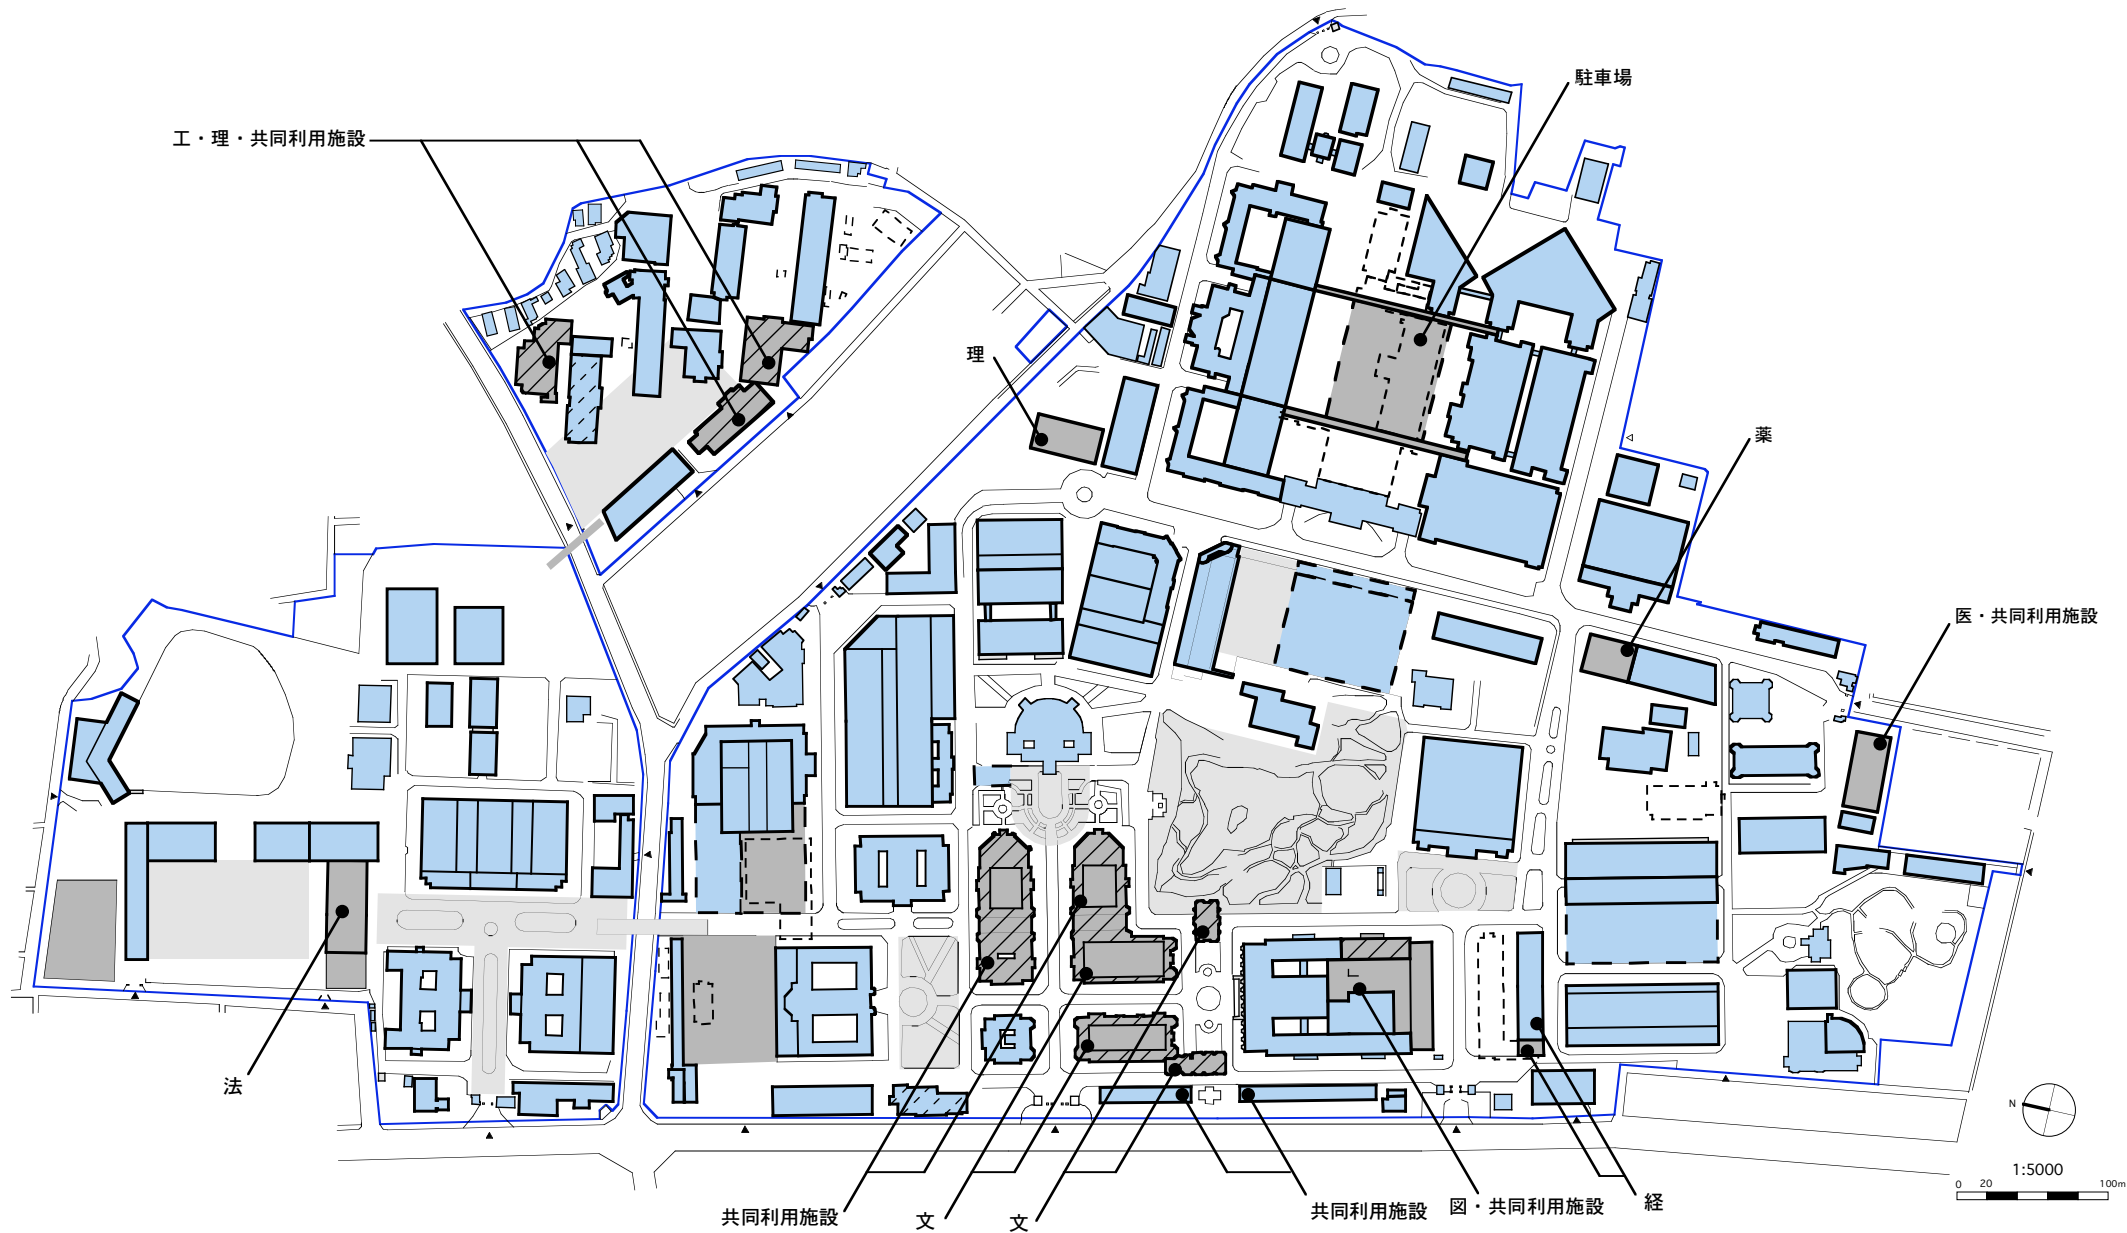 駐車場
工・理・共同利用施設
理
薬
医・共同利用施設
法
N
1:5000
0 20 100m
共同利用施設
文
文
共同利用施設
図・共同利用施設
経